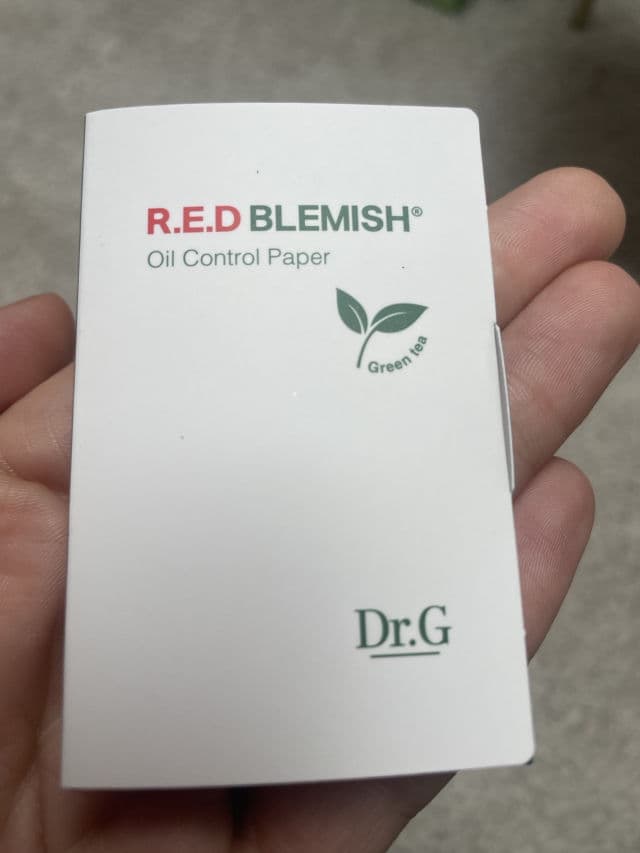 R.E.D BLEMISH®
Oil Control Paper
Green tea
Dr.G